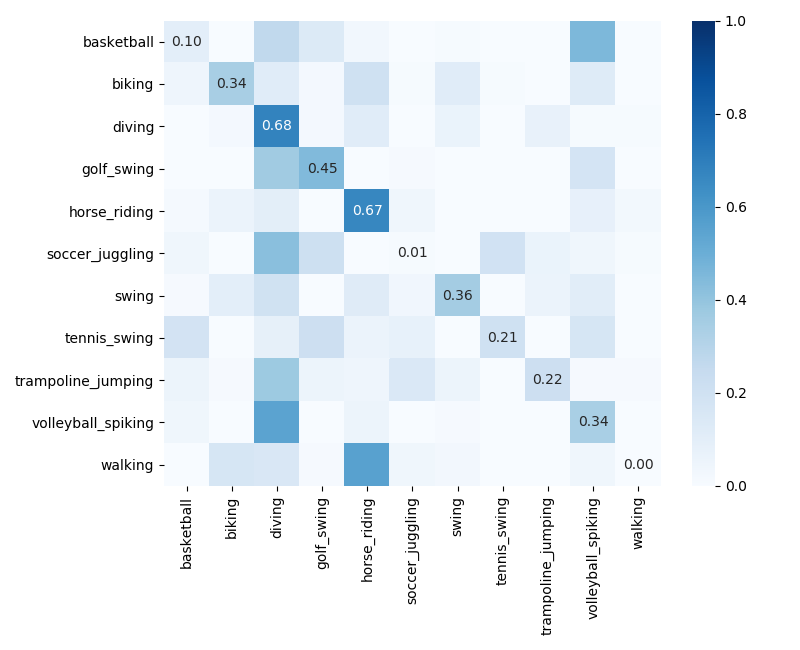 basketball 0.10
biking 0.34
diving 0.68
golf_swing 0.45
horse_riding 0.67
soccer_juggling 0.01
swing 0.36
tennis_swing 0.21
trampoline_jumping 0.22
volleyball_spiking 0.34
walking 0.00
basketball
biking
diving
golf_swing
horse_riding
soccer_juggling
swing
tennis_swing
trampoline_jumping
volleyball_spiking
walking
1.0
0.8
0.6
0.4
0.2
0.0